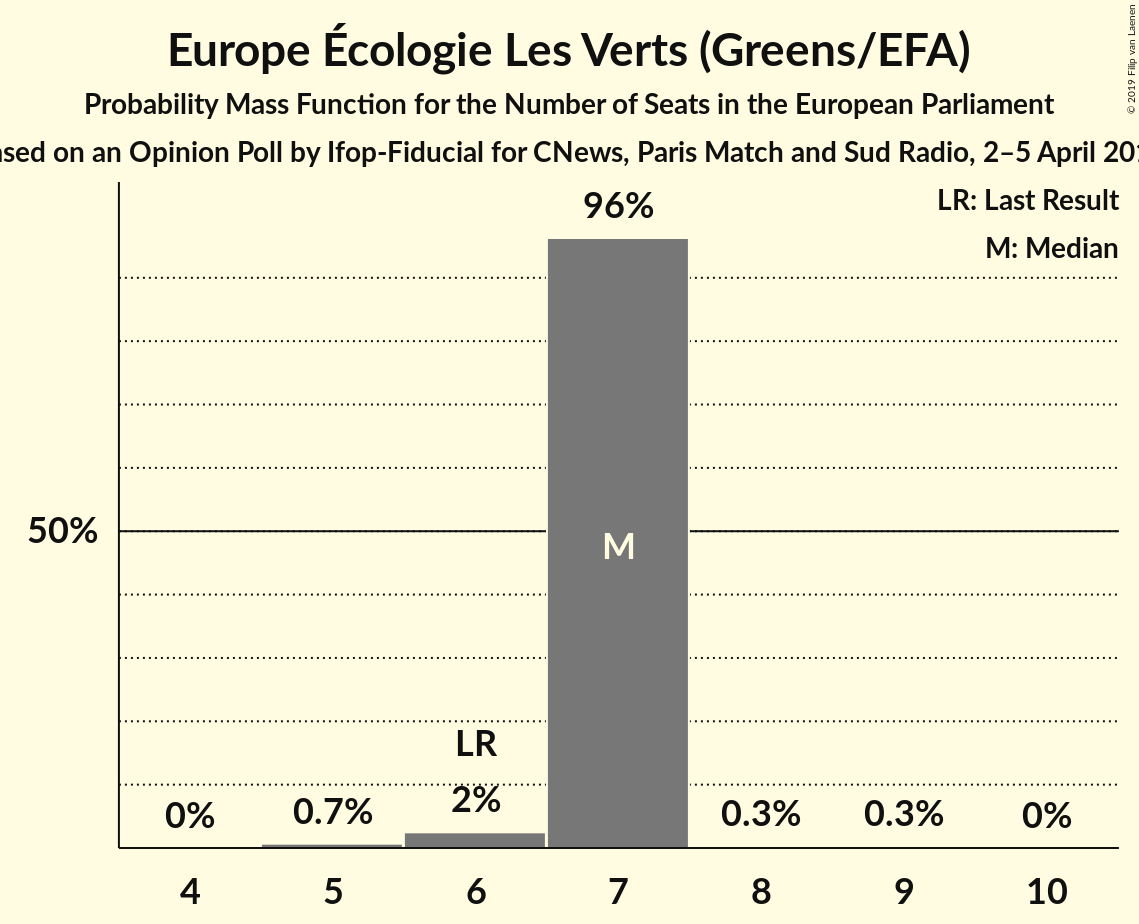 Europe Écologie Les Verts (Greens/EFA)
Probability Mass Function for the Number of Seats in the European Parliament
on an Opinion Poll by Ifop-Fiducial for CNews, Paris Match and Sud Radio, 2–5 April
© 2019 Filip van Laenen
LR: Last Result
M: Median
96%
50%
M
LR
0%
0.7%
2%
0.3%
0.3%
0%
4
5
6
7
8
9
10